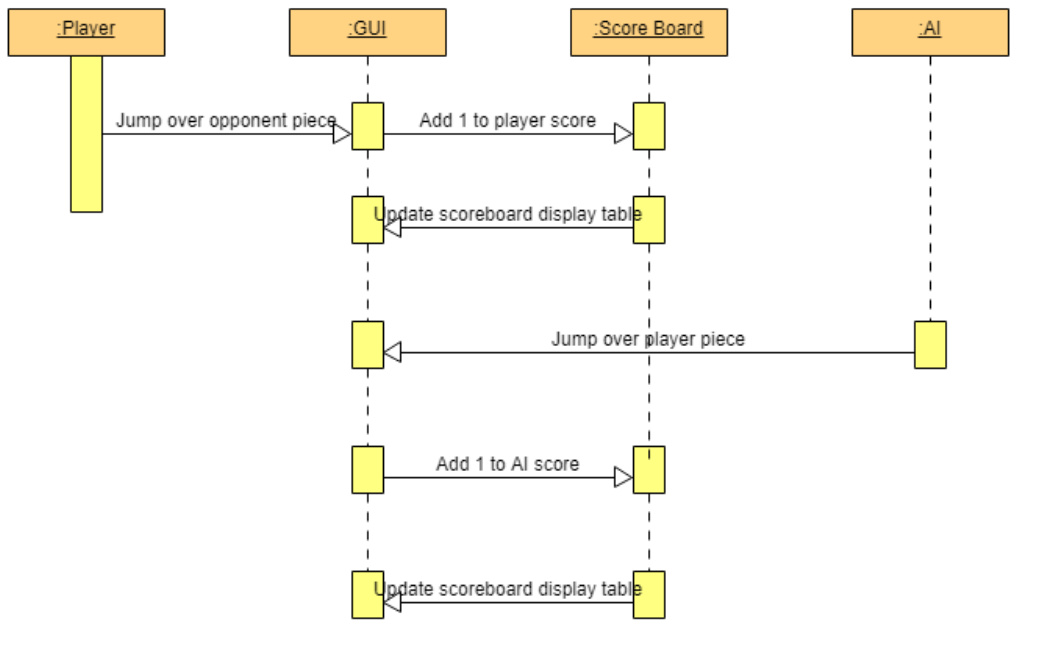 :Player
:GUI
:Score Board
:AI
Jump over opponent piece
Add 1 to player score
Update scoreboard display table
Jump over player piece
Add 1 to AI score
Update scoreboard display table